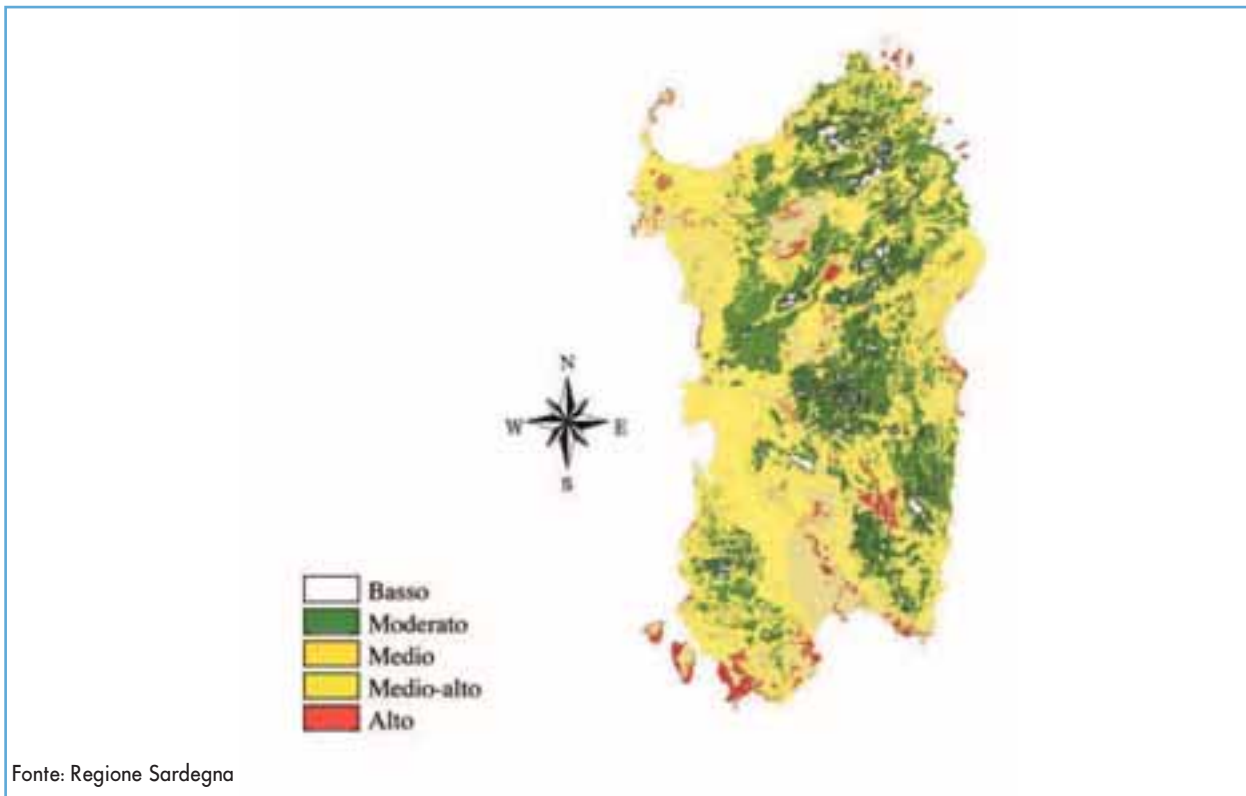 N
W E
S
Basso
Moderato
Medio
Medio-alto
Alto
Fonte: Regione Sardegna